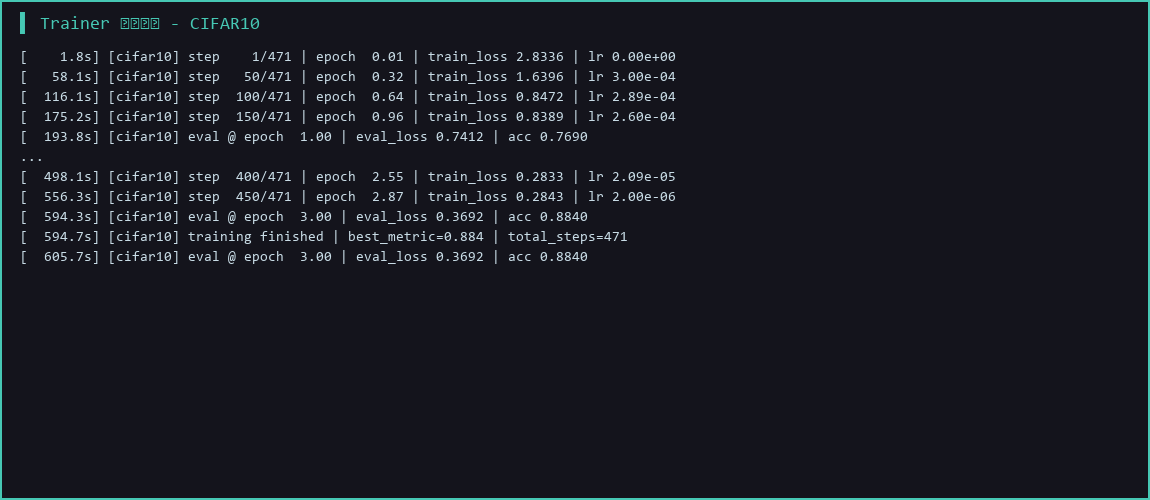 Trainer - CIFAR10
[    1.8s] [cifar10] step    1/471 | epoch  0.01 | train_loss 2.8336 | lr 0.00e+00
[   58.1s] [cifar10] step   50/471 | epoch  0.32 | train_loss 1.6396 | lr 3.00e-04
[  116.1s] [cifar10] step  100/471 | epoch  0.64 | train_loss 0.8472 | lr 2.89e-04
[  175.2s] [cifar10] step  150/471 | epoch  0.96 | train_loss 0.8389 | lr 2.60e-04
[  193.8s] [cifar10] eval @ epoch  1.00 | eval_loss 0.7412 | acc 0.7690
...
[  498.1s] [cifar10] step  400/471 | epoch  2.55 | train_loss 0.2833 | lr 2.09e-05
[  556.3s] [cifar10] step  450/471 | epoch  2.87 | train_loss 0.2843 | lr 2.00e-06
[  594.3s] [cifar10] eval @ epoch  3.00 | eval_loss 0.3692 | acc 0.8840
[  594.7s] [cifar10] training finished | best_metric=0.884 | total_steps=471
[  605.7s] [cifar10] eval @ epoch  3.00 | eval_loss 0.3692 | acc 0.8840